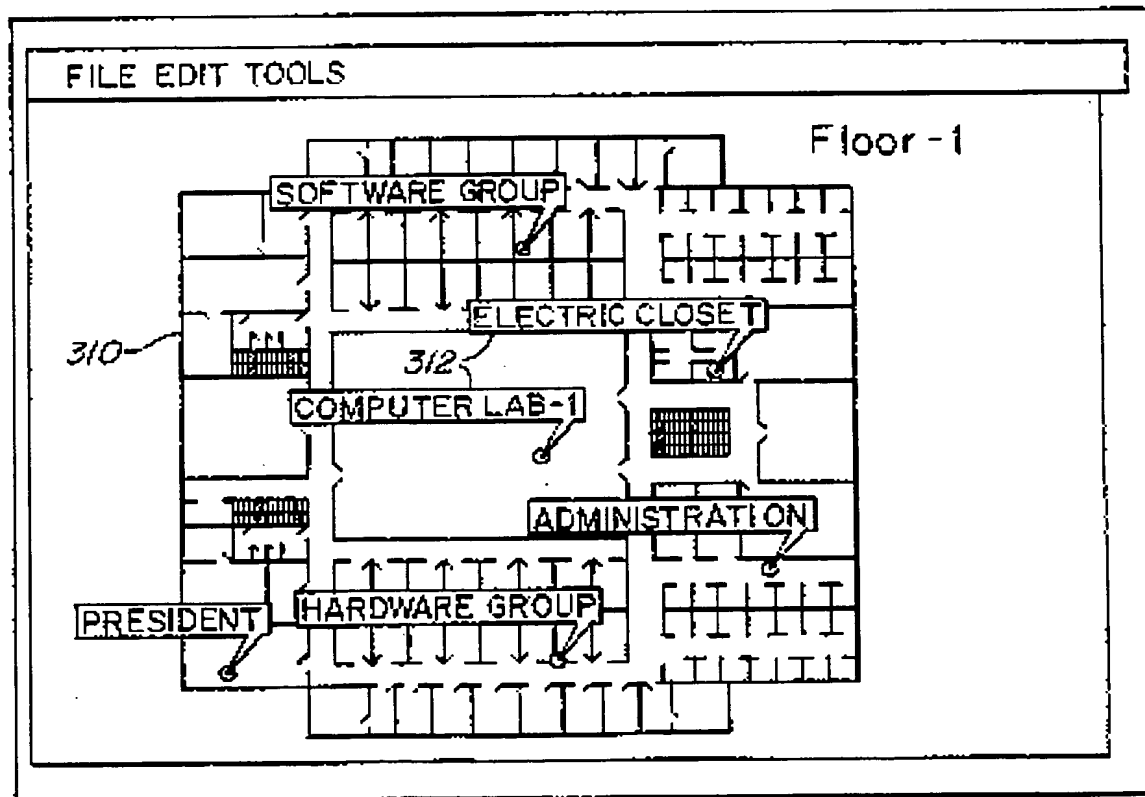 FILE EDIT TOOLS
Floor-1
SOFTWARE GROUP
ELECTRIC CLOSET
310
312
COMPUTER LAB-1
ADMINISTRATION
HARDWARE GROUP
PRESIDENT